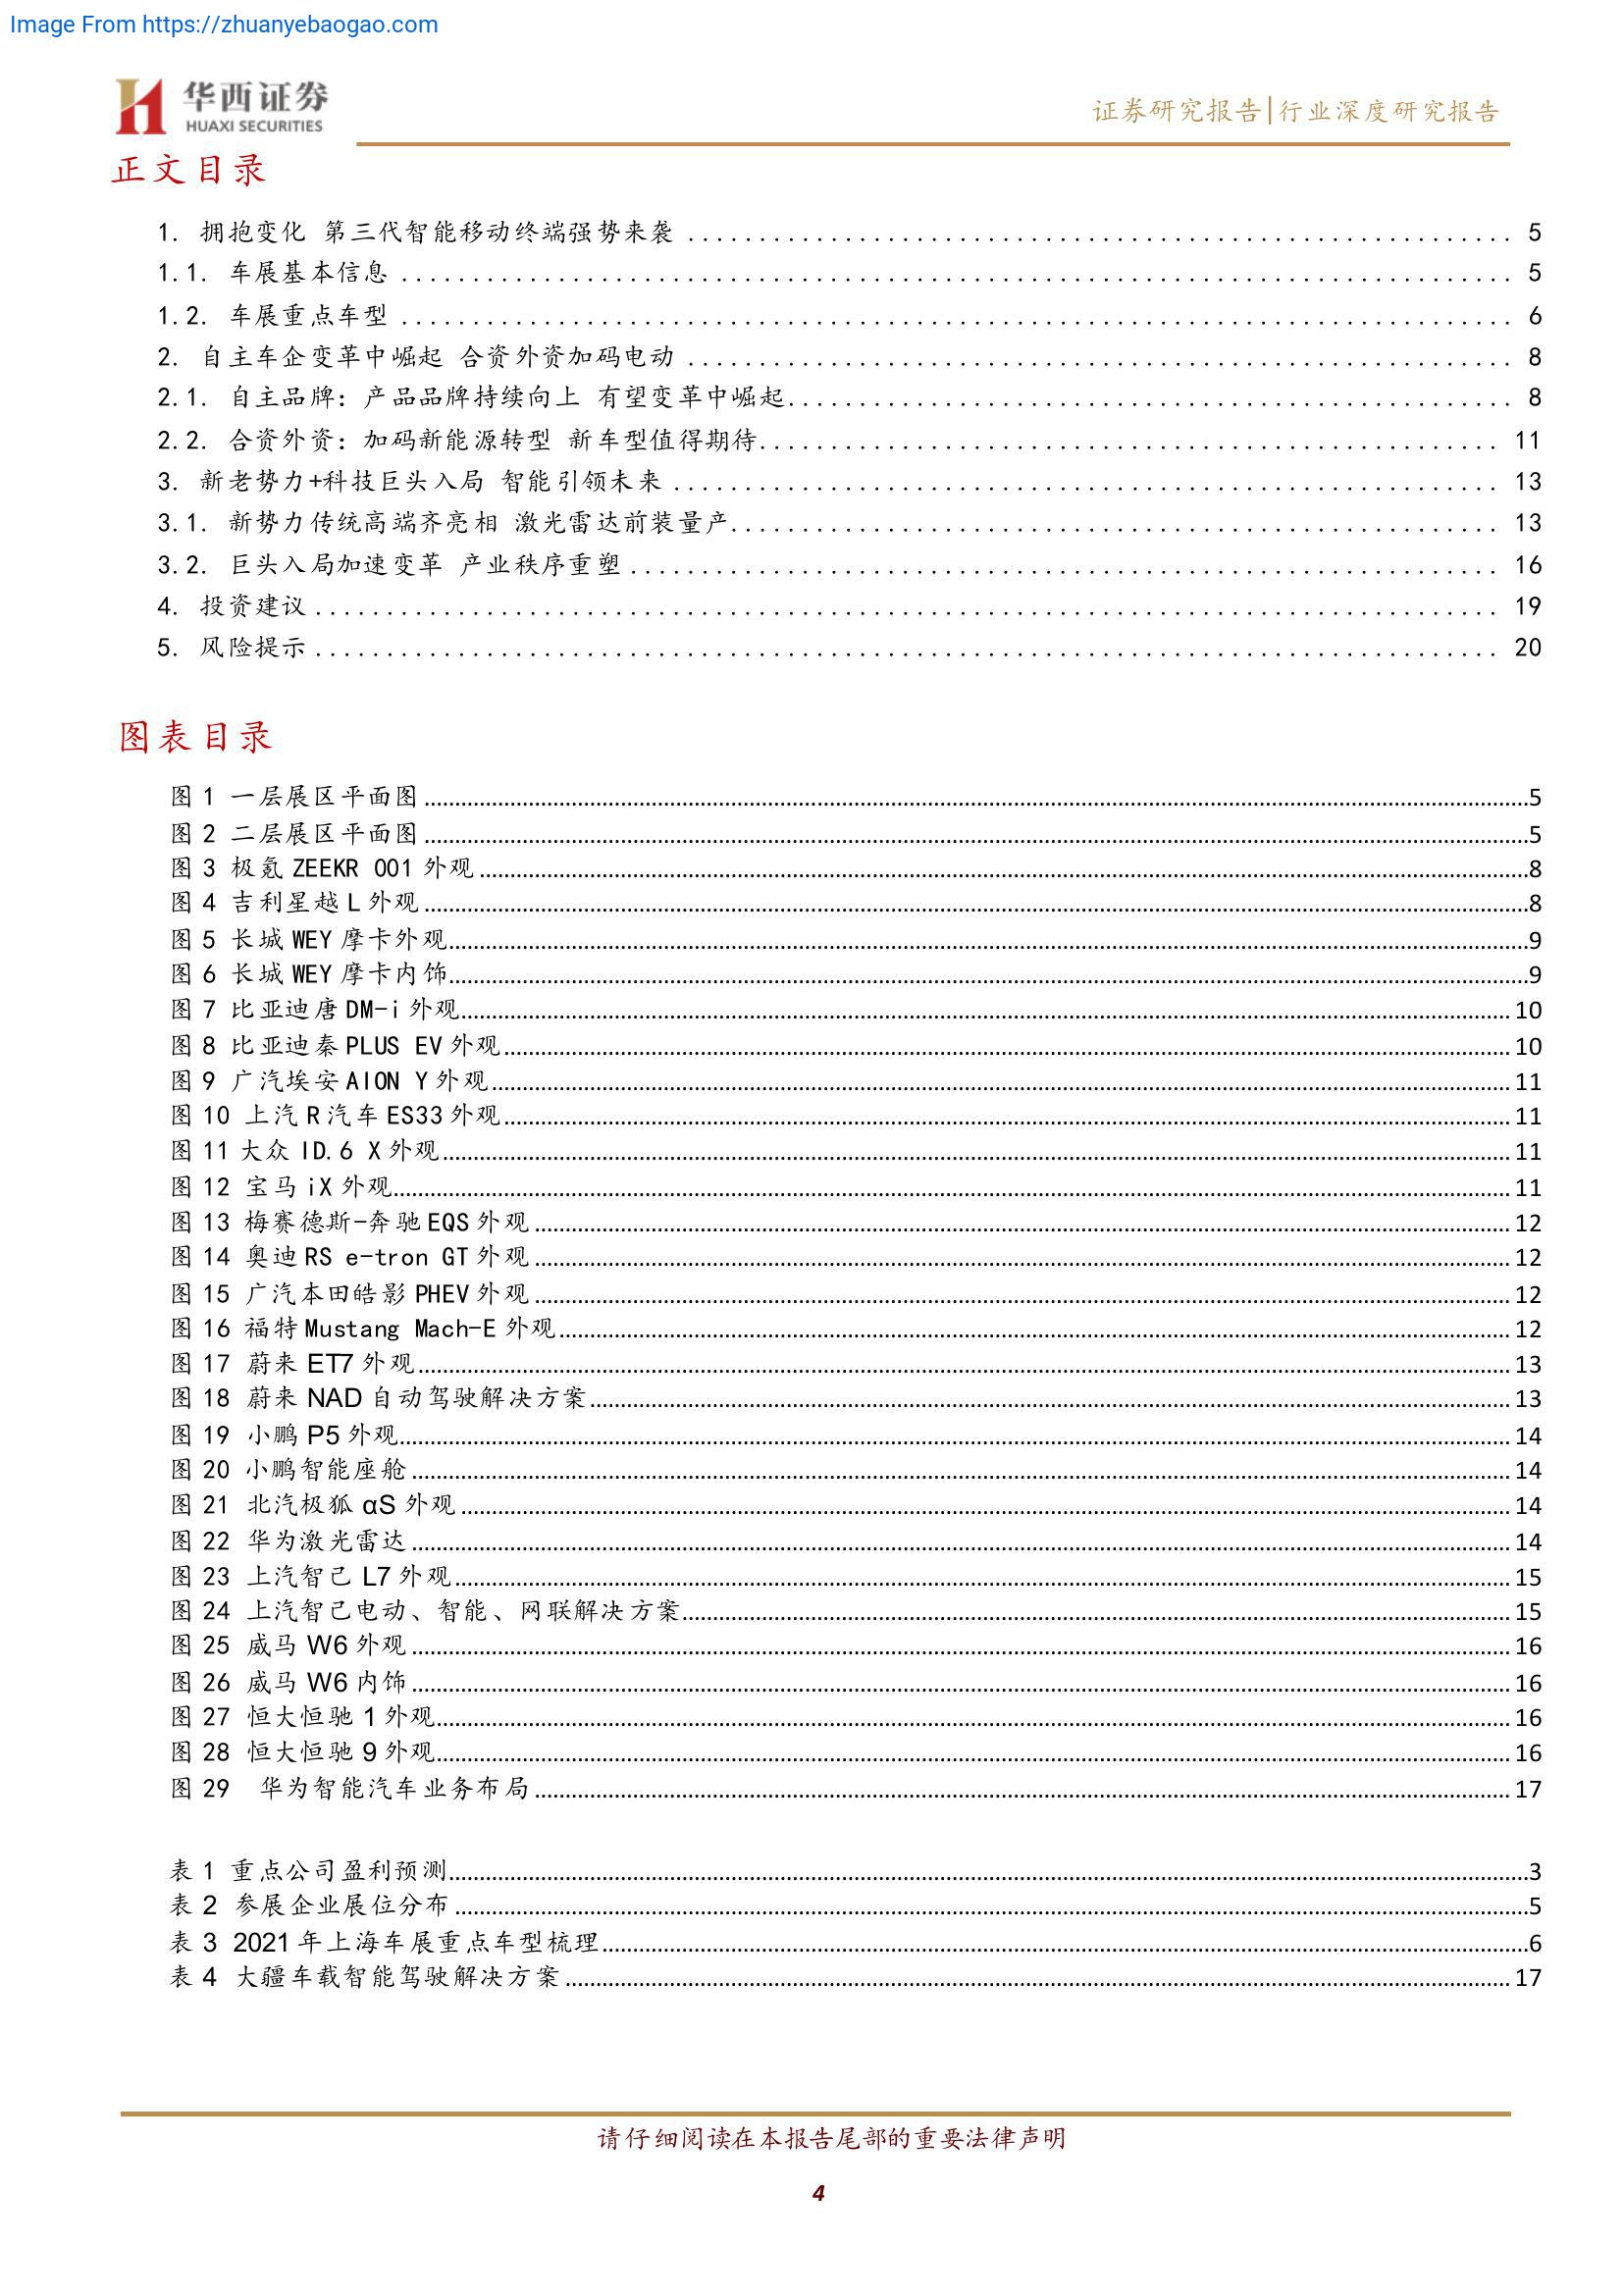 Image From https://zhuanyebaogao.com
华西证券
HUAXI SECURITIES
证券研究报告|行业深度研究报告
正文目录
1. 拥抱变化 第三代智能移动终端强势来袭 .......... 5
1.1. 车展基本信息 .......... 5
1.2. 车展重点车型 .......... 6
2. 自主车企变革中崛起 合资外资加码电动 .......... 8
2.1. 自主品牌：产品品牌持续向上 有望变革中崛起.......... 8
2.2. 合资外资：加码新能源转型 新车型值得期待.......... 11
3. 新老势力+科技巨头入局 智能引领未来 .......... 13
3.1. 新势力传统高端齐亮相 激光雷达前装量产.......... 13
3.2. 巨头入局加速变革 产业秩序重塑 .......... 16
4. 投资建议 .......... 19
5. 风险提示 .......... 20
图表目录
图 1 一层展区平面图 ..........5
图 2 二层展区平面图 ..........5
图 3 极氪 ZEEKR 001 外观 ..........8
图 4 吉利星越 L 外观 ..........8
图 5 长城 WEY 摩卡外观..........9
图 6 长城 WEY 摩卡内饰..........9
图 7 比亚迪唐 DM-i 外观.......... 10
图 8 比亚迪秦 PLUS EV 外观 .......... 10
图 9 广汽埃安 AION Y 外观 .......... 11
图 10 上汽 R 汽车 ES33 外观 .......... 11
图 11 大众 ID.6 X 外观.......... 11
图 12 宝马 iX 外观.......... 11
图 13 梅赛德斯-奔驰 EQS 外观 .......... 12
图 14 奥迪 RS e-tron GT 外观 .......... 12
图 15 广汽本田皓影 PHEV 外观 .......... 12
图 16 福特 Mustang Mach-E 外观.......... 12
图 17 蔚来 ET7 外观.......... 13
图 18 蔚来 NAD 自动驾驶解决方案.......... 13
图 19 小鹏 P5 外观.......... 14
图 20 小鹏智能座舱 .......... 14
图 21 北汽极狐 αS 外观 .......... 14
图 22 华为激光雷达 .......... 14
图 23 上汽智己 L7 外观.......... 15
图 24 上汽智己电动、智能、网联解决方案.......... 15
图 25 威马 W6 外观 .......... 16
图 26 威马 W6 内饰 .......... 16
图 27 恒大恒驰 1 外观.......... 16
图 28 恒大恒驰 9 外观.......... 16
图 29 华为智能汽车业务布局 .......... 17
表 1 重点公司盈利预测..........3
表 2 参展企业展位分布 ..........5
表 3 2021 年上海车展重点车型梳理..........6
表 4 大疆车载智能驾驶解决方案 .......... 17
请仔细阅读在本报告尾部的重要法律声明
4